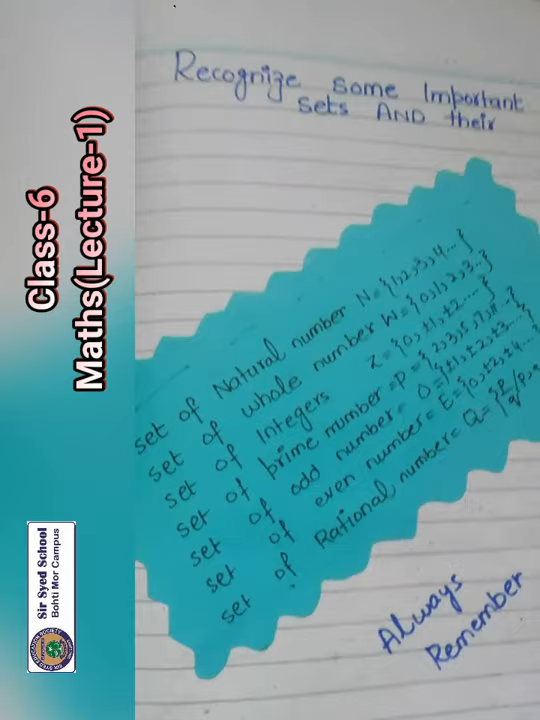 Class-6
Maths(Lecture-1)
Sir Syed School
Bohti Mor Campus
Recognize some Important
sets AND their
set of Natural number N={1,2,3,4...}
set of whole number W={0,1,2,3..}
set of Integers Z={0,±1,±2....}
set of prime number=P={2,3,5,7,11...}
set of odd number= O={±1,±
set of even number=E={0,±2,±4...
set of Rational number=Q={P/q
Always
Remember